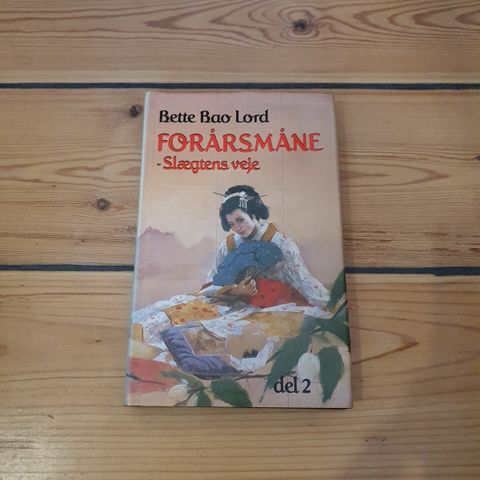 Bette Bao Lord
FORÅRSMÅNE
-Slægtens veje
del 2